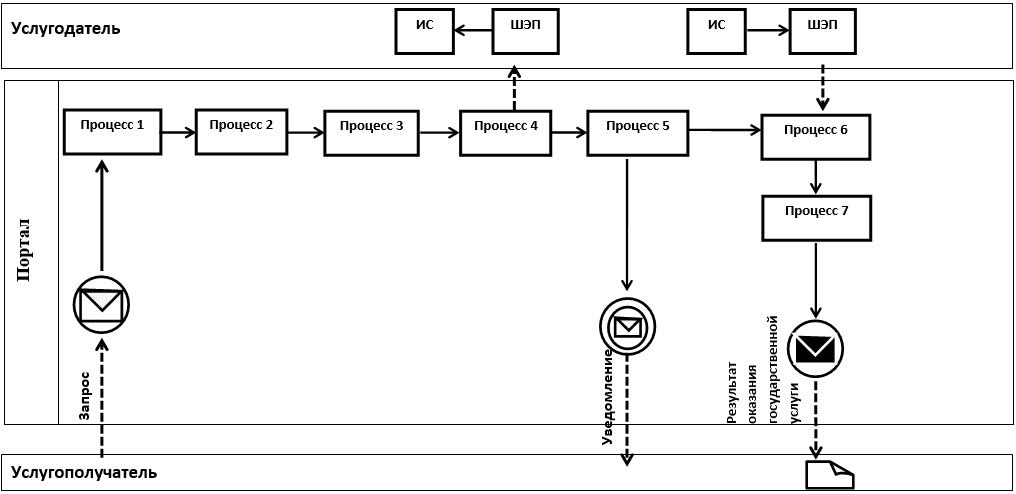 Услугодатель
ИС
ШЭП
ИС
ШЭП
Портал
Процесс 1
Процесс 2
Процесс 3
Процесс 4
Процесс 5
Процесс 6
Процесс 7
Запрос
Уведомление
Результат
оказания
государственной
услуги
Услугополучатель